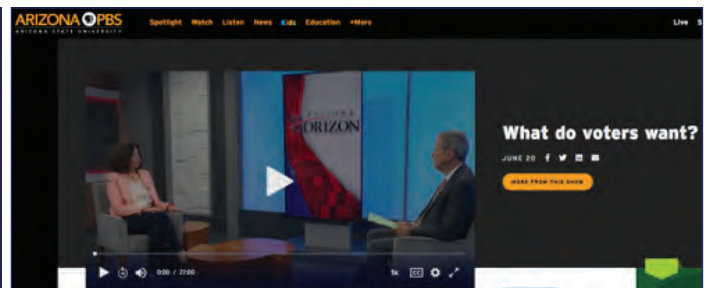 ARIZONA PBS
ARIZONA STATE UNIVERSITY
Spotlight Watch Listen News Kids Education +More
Live S
ARIZONA
HORIZON
What do voters want?
JUNE 20
MORE FROM THIS SHOW
0:00 / 27:00
1x CC